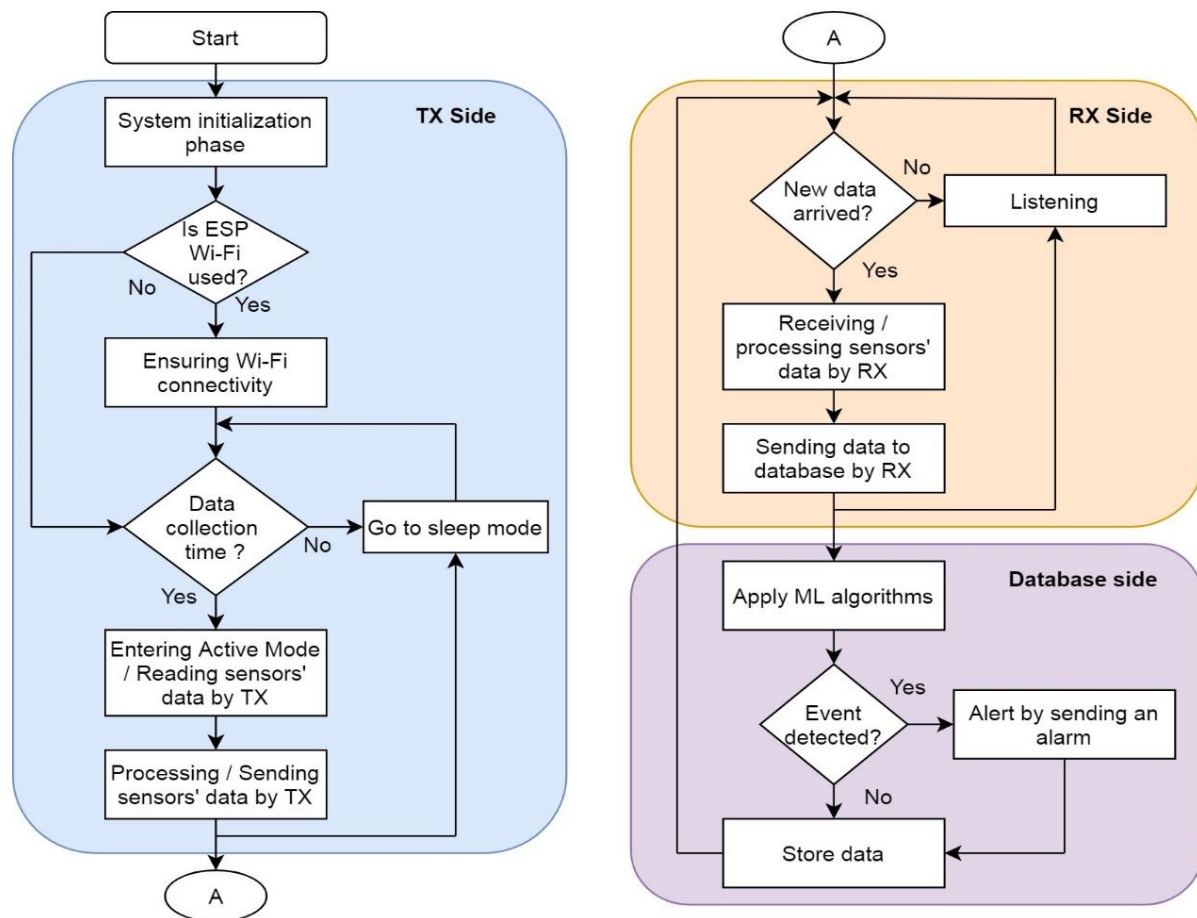 Start
TX Side
System initialization
phase
Is ESP
Wi-Fi
used?
No
Yes
Ensuring Wi-Fi
connectivity
Data
collection
time ?
No
Go to sleep mode
Yes
Entering Active Mode
/ Reading sensors'
data by TX
Processing / Sending
sensors' data by TX
A
A
RX Side
New data
arrived?
No
Listening
Yes
Receiving /
processing sensors'
data by RX
Sending data to
database by RX
Database side
Apply ML algorithms
Event
detected?
Yes
Alert by sending an
alarm
No
Store data